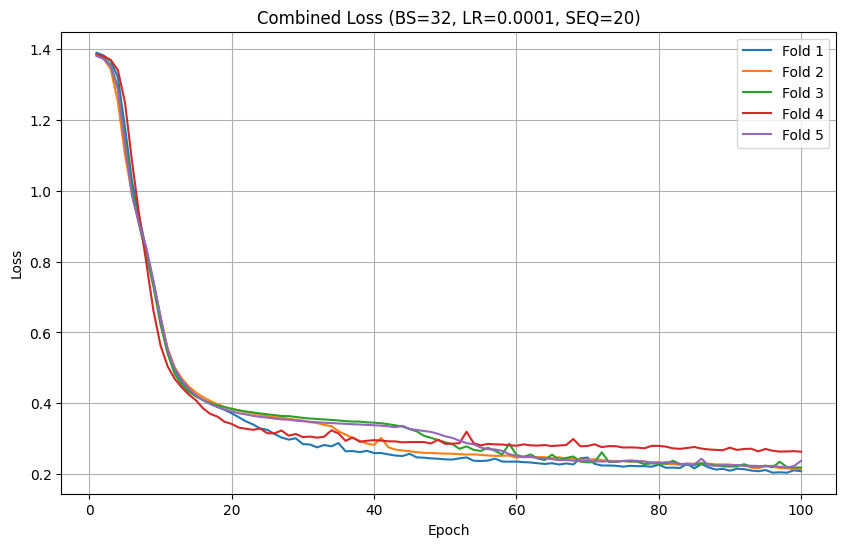 Combined Loss (BS=32, LR=0.0001, SEQ=20)
Fold 1
Fold 2
Fold 3
Fold 4
Fold 5
Loss
1.4
1.2
1.0
0.8
0.6
0.4
0.2
0 20 40 60 80 100
Epoch